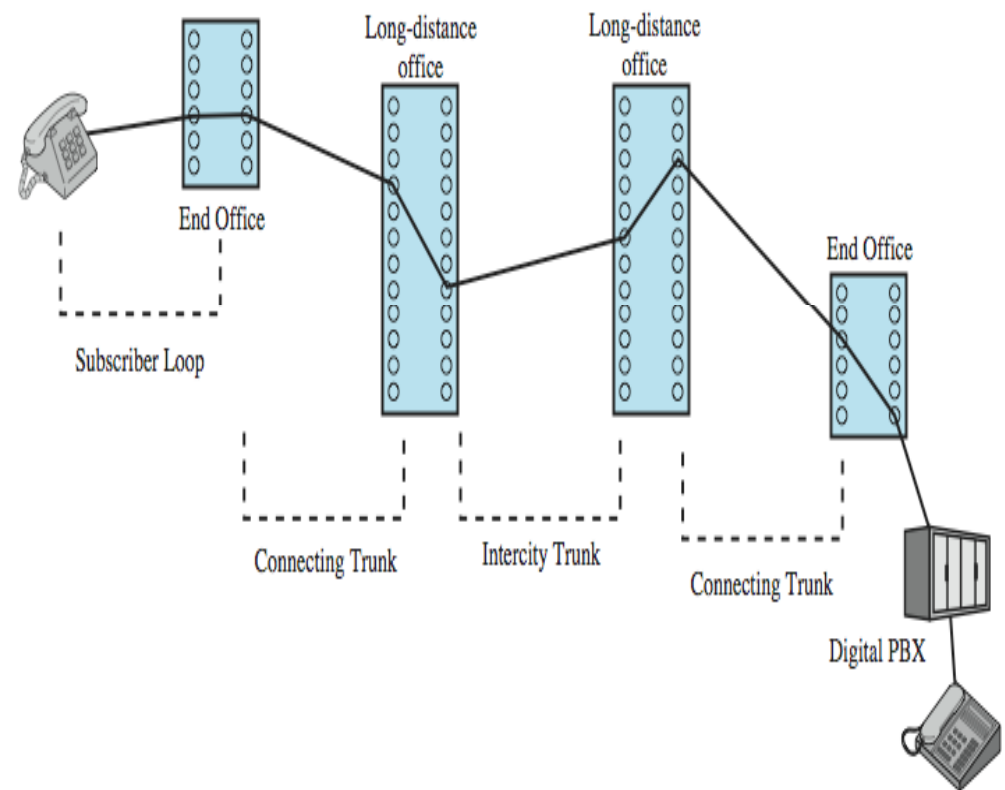 Long-distance
office
Long-distance
office
End Office
End Office
Subscriber Loop
Connecting Trunk
Intercity Trunk
Connecting Trunk
Digital PBX